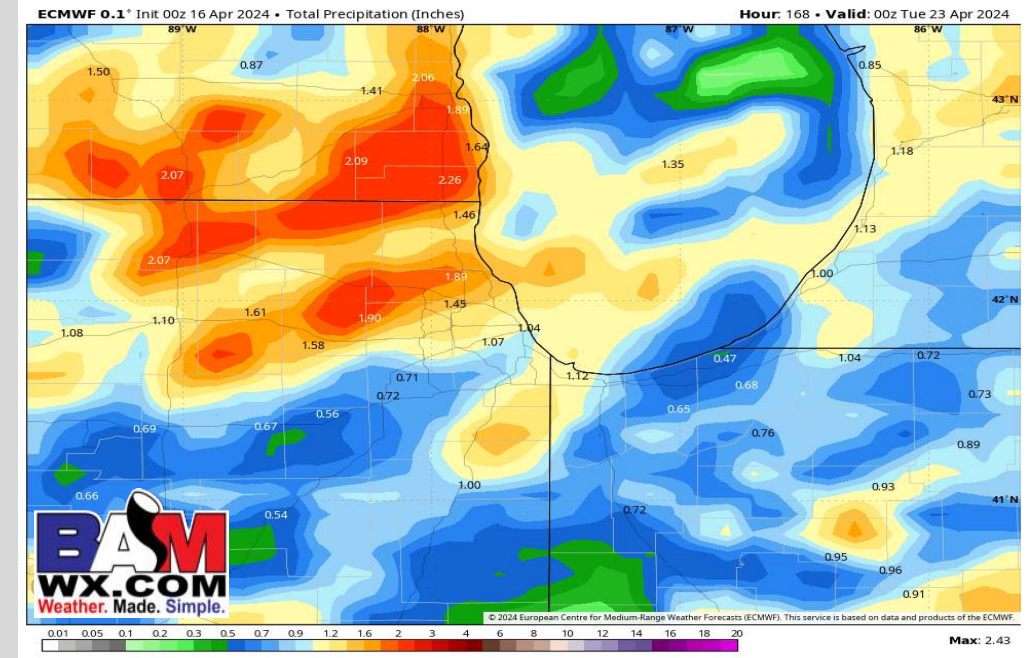 ECMWF 0.1° Init 00z 16 Apr 2024 • Total Precipitation (Inches)
Hour: 168 • Valid: 00z Tue 23 Apr 2024
89°W 88°W 87°W 86°W
0.87 0.85
1.50 2.06
1.41 43°N
1.89
1.64 1.18
2.09 1.35
2.07 2.26
1.46
1.13
2.07
1.89 1.00
1.45 42°N
1.61 1.90
1.10
1.08 1.04
1.58 1.07
0.47 1.04 0.72
0.71 1.12
0.72 0.68 0.73
0.56 0.65
0.69 0.67 0.76
0.89
1.00 0.93
0.66 41°N
0.54 0.72
0.95
0.96
0.91
BAM
WX.COM
Weather. Made. Simple.
© 2024 European Centre for Medium-Range Weather Forecasts (ECMWF). This service is based on data and products of the ECMWF.
0.01 0.05 0.1 0.2 0.3 0.5 0.7 0.9 1.2 1.6 2 3 4 6 8 10 12 14 16 18 20
Max: 2.43